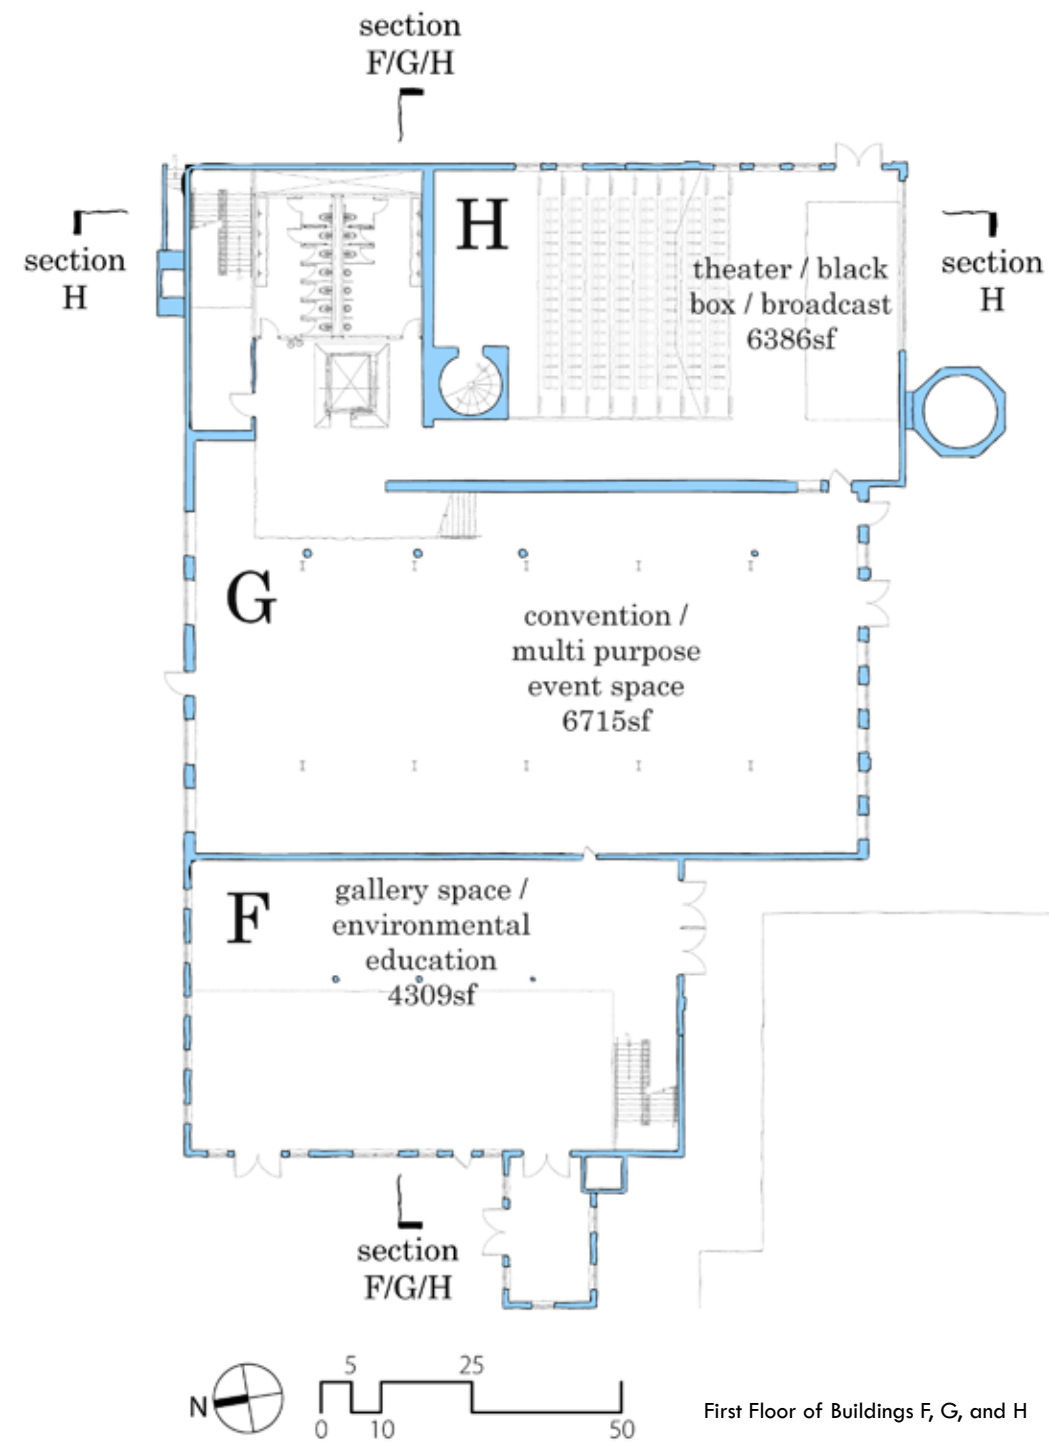 section
F/G/H
section
H
H
theater / black
box / broadcast
6386sf
section
H
G
convention /
multi purpose
event space
6715sf
F
gallery space /
environmental
education
4309sf
section
F/G/H
N
5 25
0 10 50
First Floor of Buildings F, G, and H